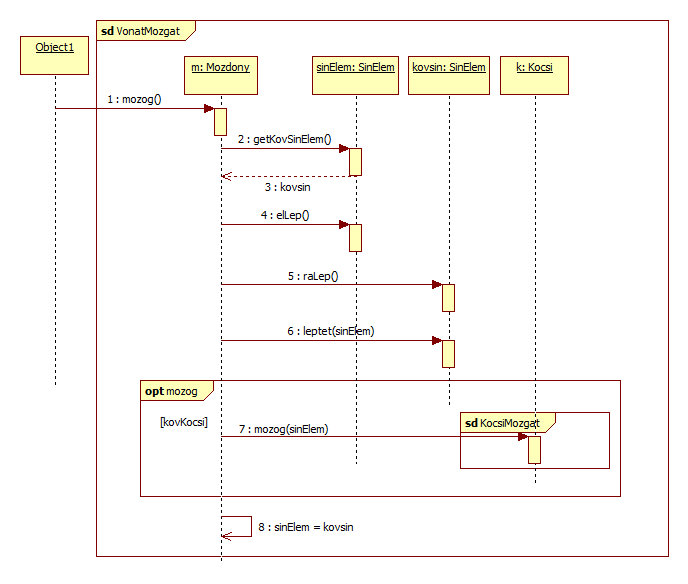 sd VonatMozgat
Object1
m: Mozdony
sinElem: SinElem
kovsin: SinElem
k: Kocsi
1 : mozog()
2 : getKovSinElem()
3 : kovsin
4 : elLep()
5 : raLep()
6 : leptet(sinElem)
opt mozog
[kovKocsi]
sd KocsiMozgat
7 : mozog(sinElem)
8 : sinElem = kovsin